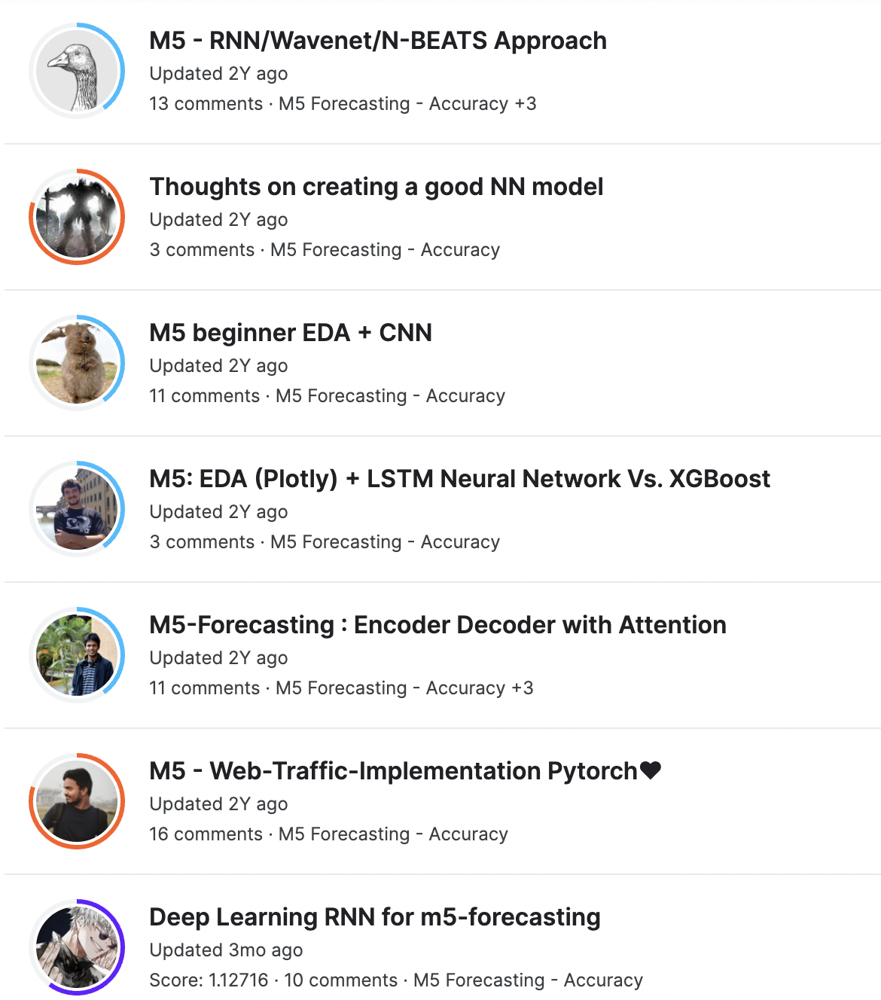 M5 - RNN/Wavenet/N-BEATS Approach
Updated 2Y ago
13 comments · M5 Forecasting - Accuracy +3
Thoughts on creating a good NN model
Updated 2Y ago
3 comments · M5 Forecasting - Accuracy
M5 beginner EDA + CNN
Updated 2Y ago
11 comments · M5 Forecasting - Accuracy
M5: EDA (Plotly) + LSTM Neural Network Vs. XGBoost
Updated 2Y ago
3 comments · M5 Forecasting - Accuracy
M5-Forecasting : Encoder Decoder with Attention
Updated 2Y ago
11 comments · M5 Forecasting - Accuracy +3
M5 - Web-Traffic-Implementation Pytorch♥
Updated 2Y ago
16 comments · M5 Forecasting - Accuracy
Deep Learning RNN for m5-forecasting
Updated 3mo ago
Score: 1.12716 · 10 comments · M5 Forecasting - Accuracy